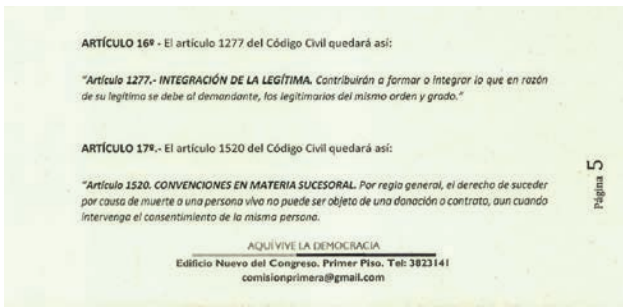 ARTÍCULO 16º - El artículo 1277 del Código Civil quedará así:
"Artículo 1277.- INTEGRACIÓN DE LA LEGÍTIMA. Contribuirán a formar o integrar lo que en razón
de su legítima se debe al demandante, los legitimarios del mismo orden y grado."
ARTÍCULO 17º.- El artículo 1520 del Código Civil quedará así:
"Artículo 1520. CONVENCIONES EN MATERIA SUCESORAL. Por regla general, el derecho de suceder
por causa de muerte a una persona viva no puede ser objeto de una donación o contrato, aun cuando
intervenga el consentimiento de la misma persona.
AQUÍ VIVE LA DEMOCRACIA
Edificio Nuevo del Congreso. Primer Piso. Tel: 3823141
comisionprimera@gmail.com
Página 5